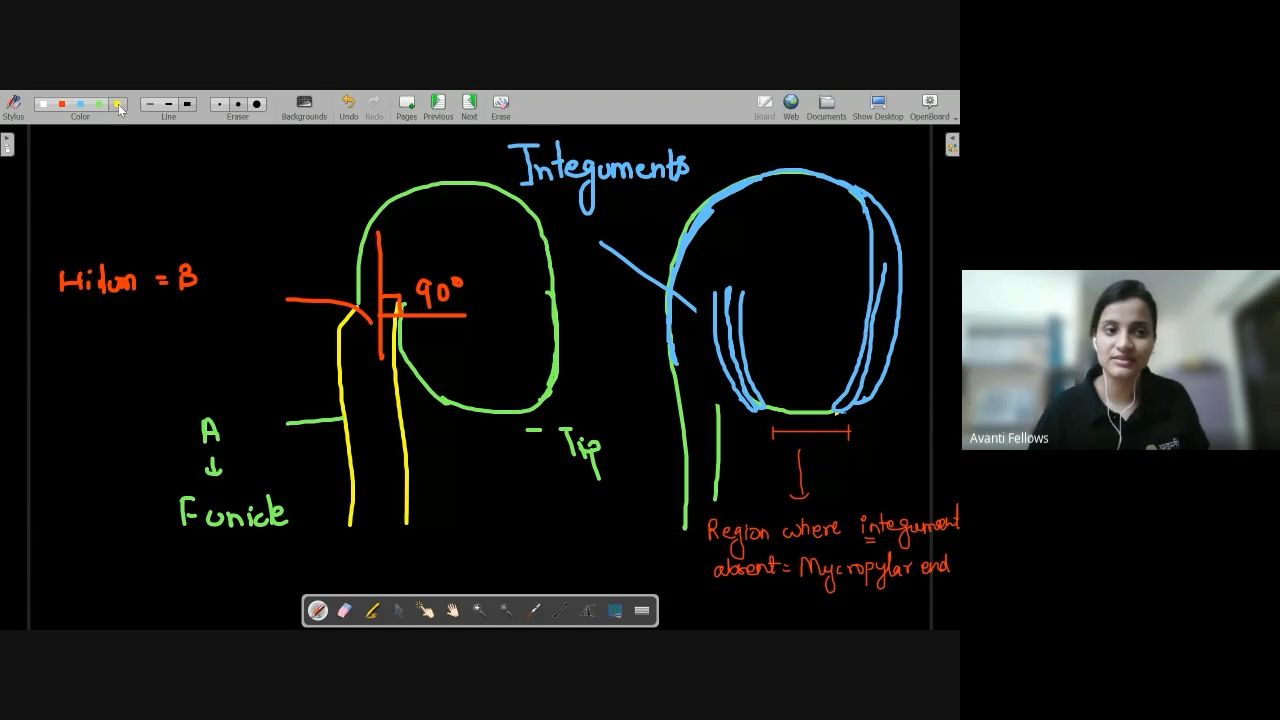 Stylus
Color
Line
Eraser
Backgrounds
Undo
Redo
Pages
Previous
Next
Erase
Board
Web
Documents
Show Desktop
OpenBoard
Integuments
Hilum = B
90°
A
↓
Funicle
- Tip
Region where integument
absent = Mycropylar end
Avanti Fellows